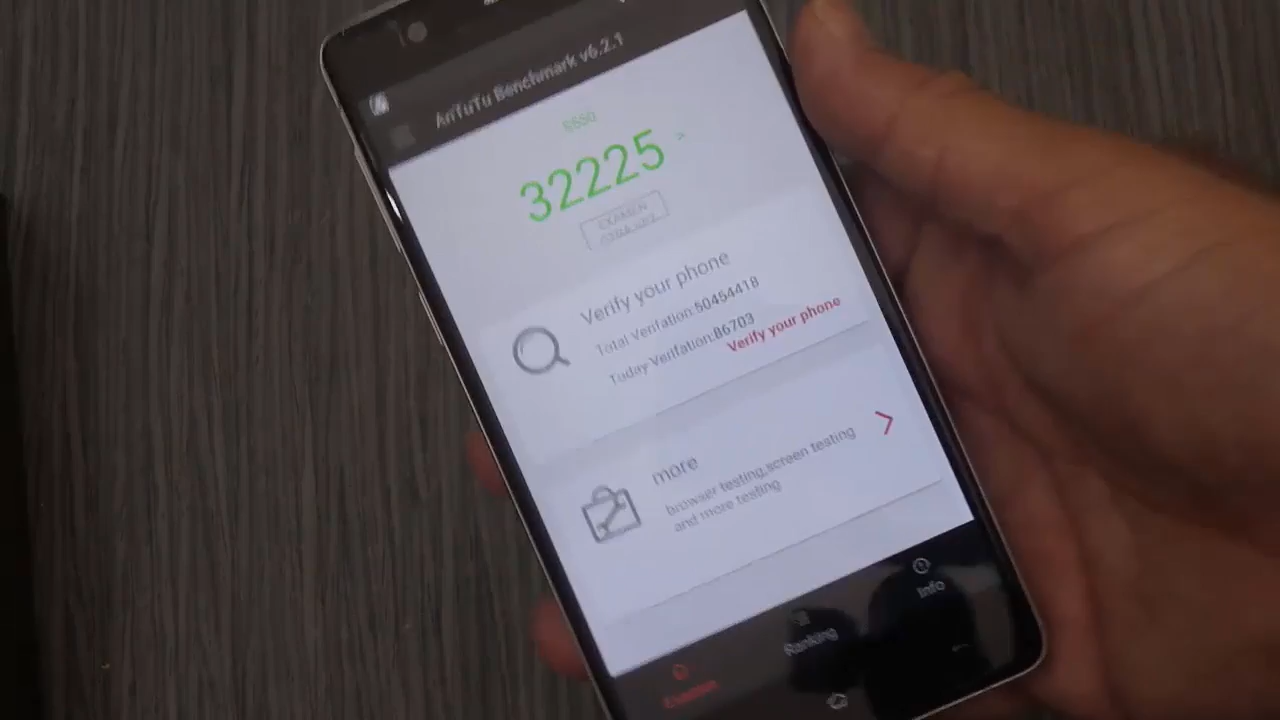 AnTuTu Benchmark v6.2.1
32225 >
EXAMEN
Verify your phone
Total Verifation:50454418
Today Verifation:86703
Verify your phone
more
browser testing,screen testing
and more testing
Ranking
Info